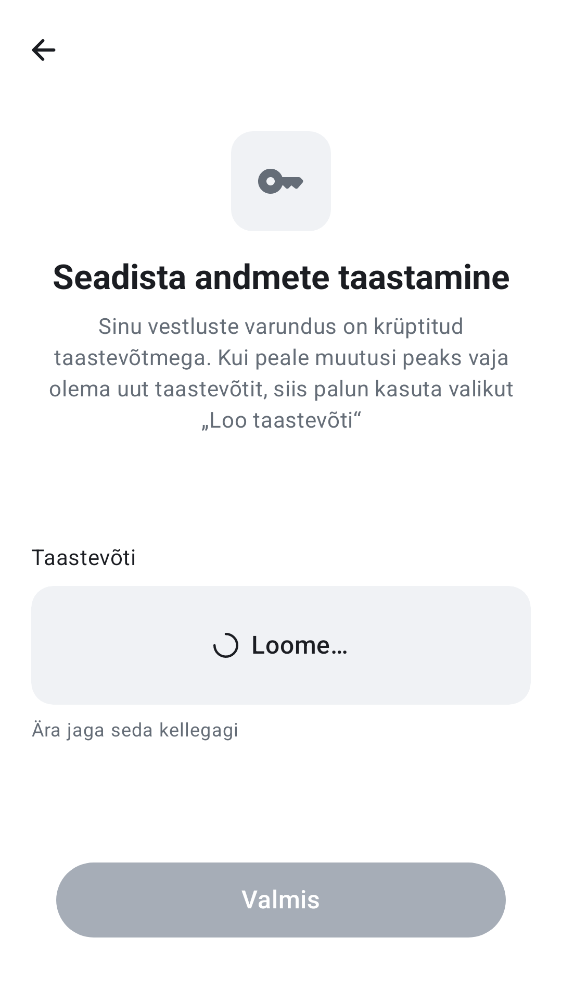 Seadista andmete taastamine
Sinu vestluste varundus on krüptitud
taastevõtmega. Kui peale muutusi peaks vaja
olema uut taastevõtit, siis palun kasuta valikut
„Loo taastevõti“
Taastevõti
Loome…
Ära jaga seda kellegagi
Valmis